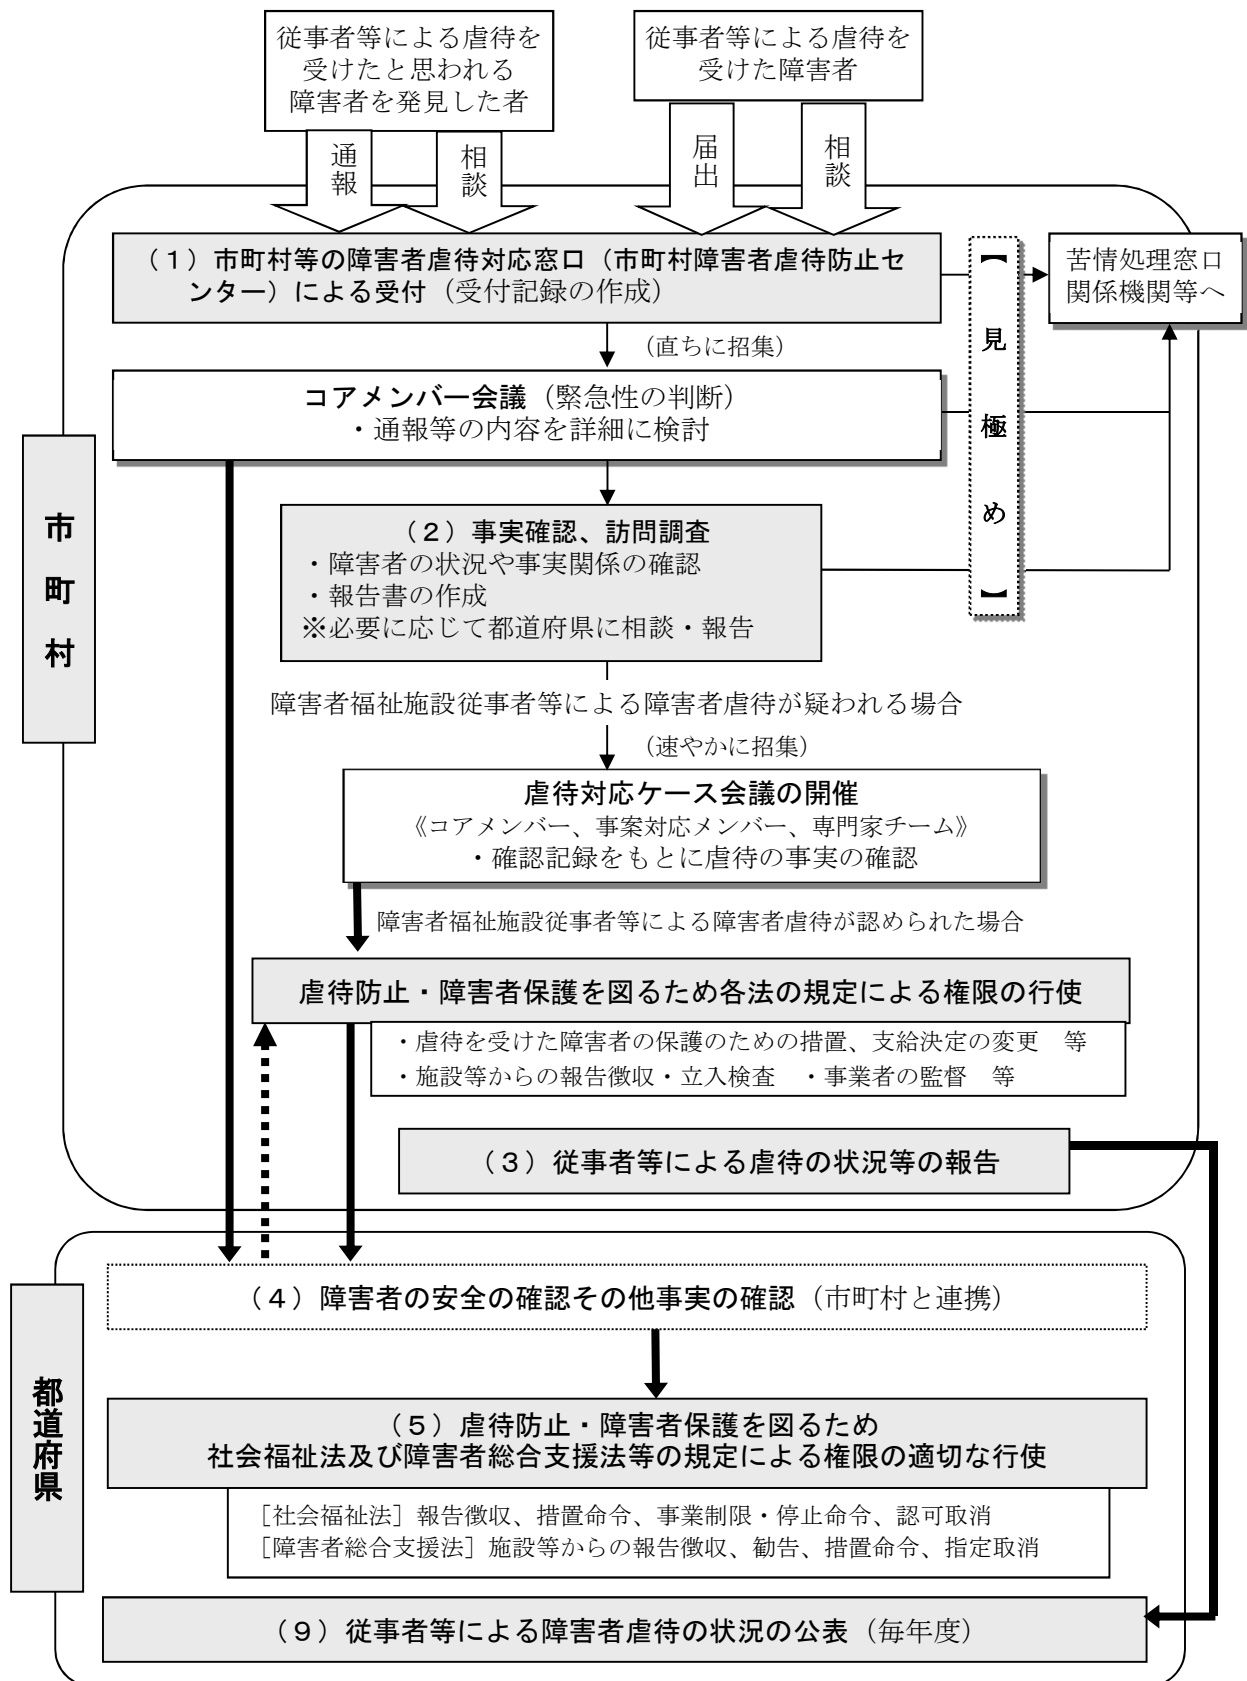 従事者等による虐待を
受けたと思われる
障害者を発見した者
従事者等による虐待を
受けた障害者
通報
相談
届出
相談
（１）市町村等の障害者虐待対応窓口（市町村障害者虐待防止セ
ンター）による受付（受付記録の作成）
苦情処理窓口
関係機関等へ
【見極め】
（直ちに招集）
コアメンバー会議（緊急性の判断）
・通報等の内容を詳細に検討
市町村
（２）事実確認、訪問調査
・障害者の状況や事実関係の確認
・報告書の作成
※必要に応じて都道府県に相談・報告
障害者福祉施設従事者等による障害者虐待が疑われる場合
（速やかに招集）
虐待対応ケース会議の開催
《コアメンバー、事案対応メンバー、専門家チーム》
・確認記録をもとに虐待の事実の確認
障害者福祉施設従事者等による障害者虐待が認められた場合
虐待防止・障害者保護を図るため各法の規定による権限の行使
・虐待を受けた障害者の保護のための措置、支給決定の変更　等
・施設等からの報告徴収・立入検査　・事業者の監督　等
（３）従事者等による虐待の状況等の報告
都道府県
（４）障害者の安全の確認その他事実の確認（市町村と連携）
（５）虐待防止・障害者保護を図るため
社会福祉法及び障害者総合支援法等の規定による権限の適切な行使
［社会福祉法］報告徴収、措置命令、事業制限・停止命令、認可取消
［障害者総合支援法］施設等からの報告徴収、勧告、措置命令、指定取消
（９）従事者等による障害者虐待の状況の公表（毎年度）